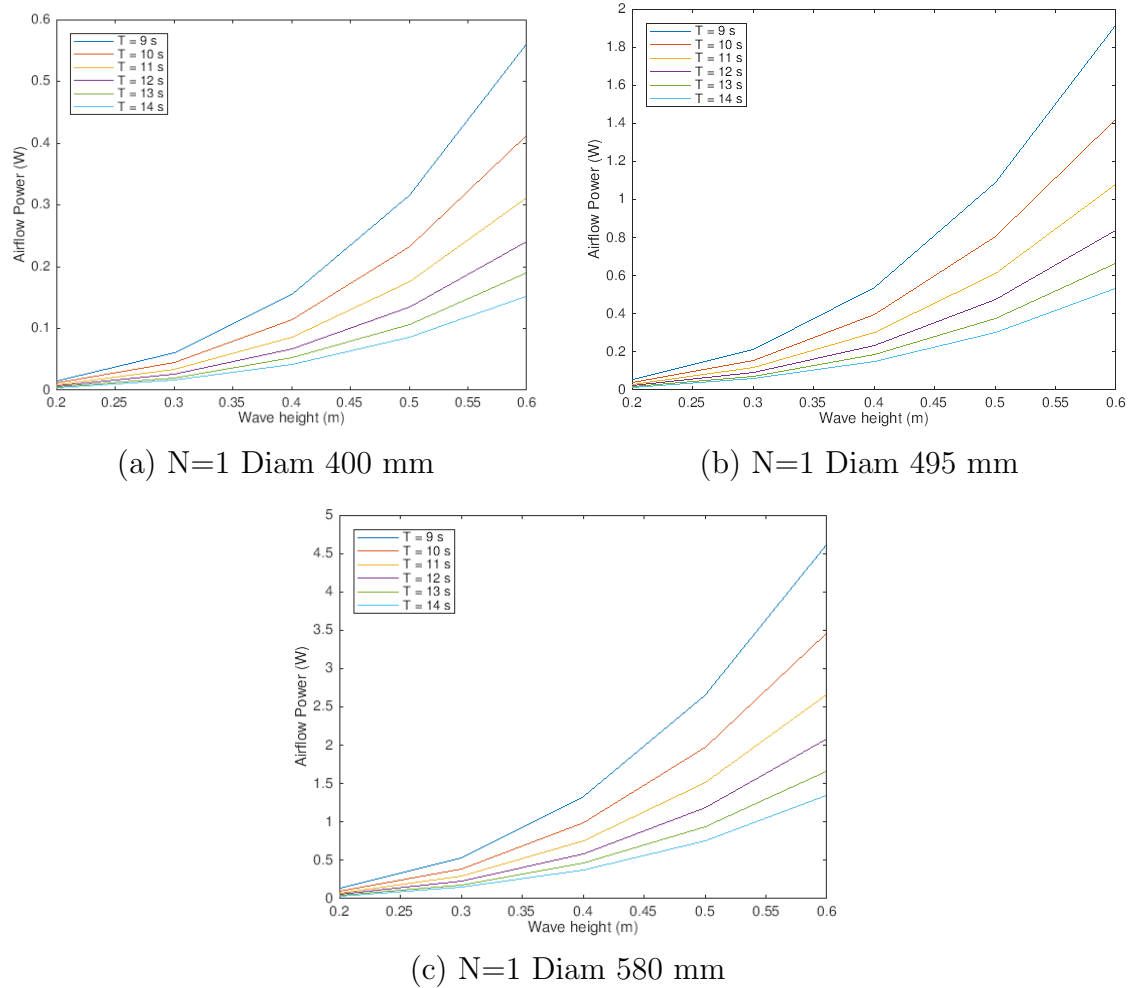 0.6
0.5
0.4
0.3
0.2
0.1
0
Airflow Power (W)
T = 9 s
T = 10 s
T = 11 s
T = 12 s
T = 13 s
T = 14 s
0.2 0.25 0.3 0.35 0.4 0.45 0.5 0.55 0.6
Wave height (m)
(a) N=1 Diam 400 mm
2
1.8
1.6
1.4
1.2
1
0.8
0.6
0.4
0.2
0
Airflow Power (W)
T = 9 s
T = 10 s
T = 11 s
T = 12 s
T = 13 s
T = 14 s
0.2 0.25 0.3 0.35 0.4 0.45 0.5 0.55 0.6
Wave height (m)
(b) N=1 Diam 495 mm
5
4.5
4
3.5
3
2.5
2
1.5
1
0.5
0
Airflow Power (W)
T = 9 s
T = 10 s
T = 11 s
T = 12 s
T = 13 s
T = 14 s
0.2 0.25 0.3 0.35 0.4 0.45 0.5 0.55 0.6
Wave height (m)
(c) N=1 Diam 580 mm